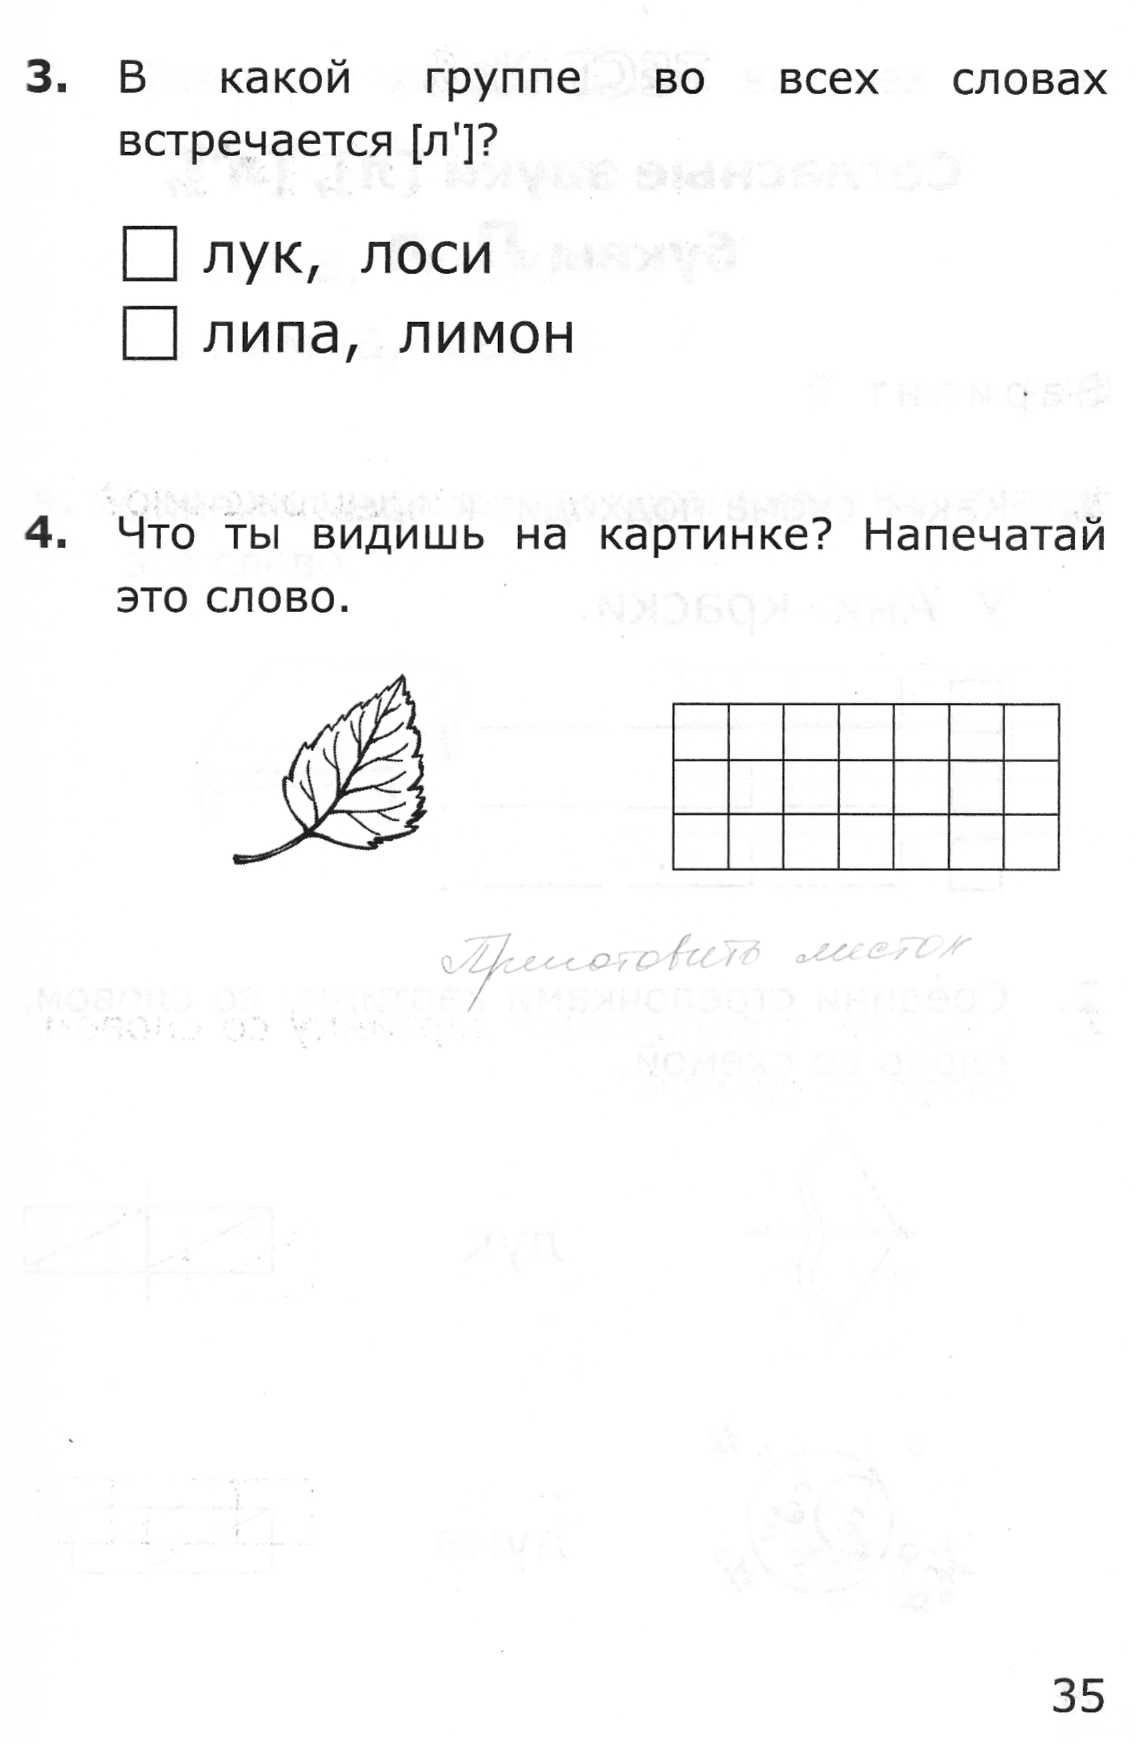 3. В какой группе во всех словах
встречается [л']?
лук, лоси
липа, лимон
4. Что ты видишь на картинке? Напечатай
это слово.
Приготовить листок
35